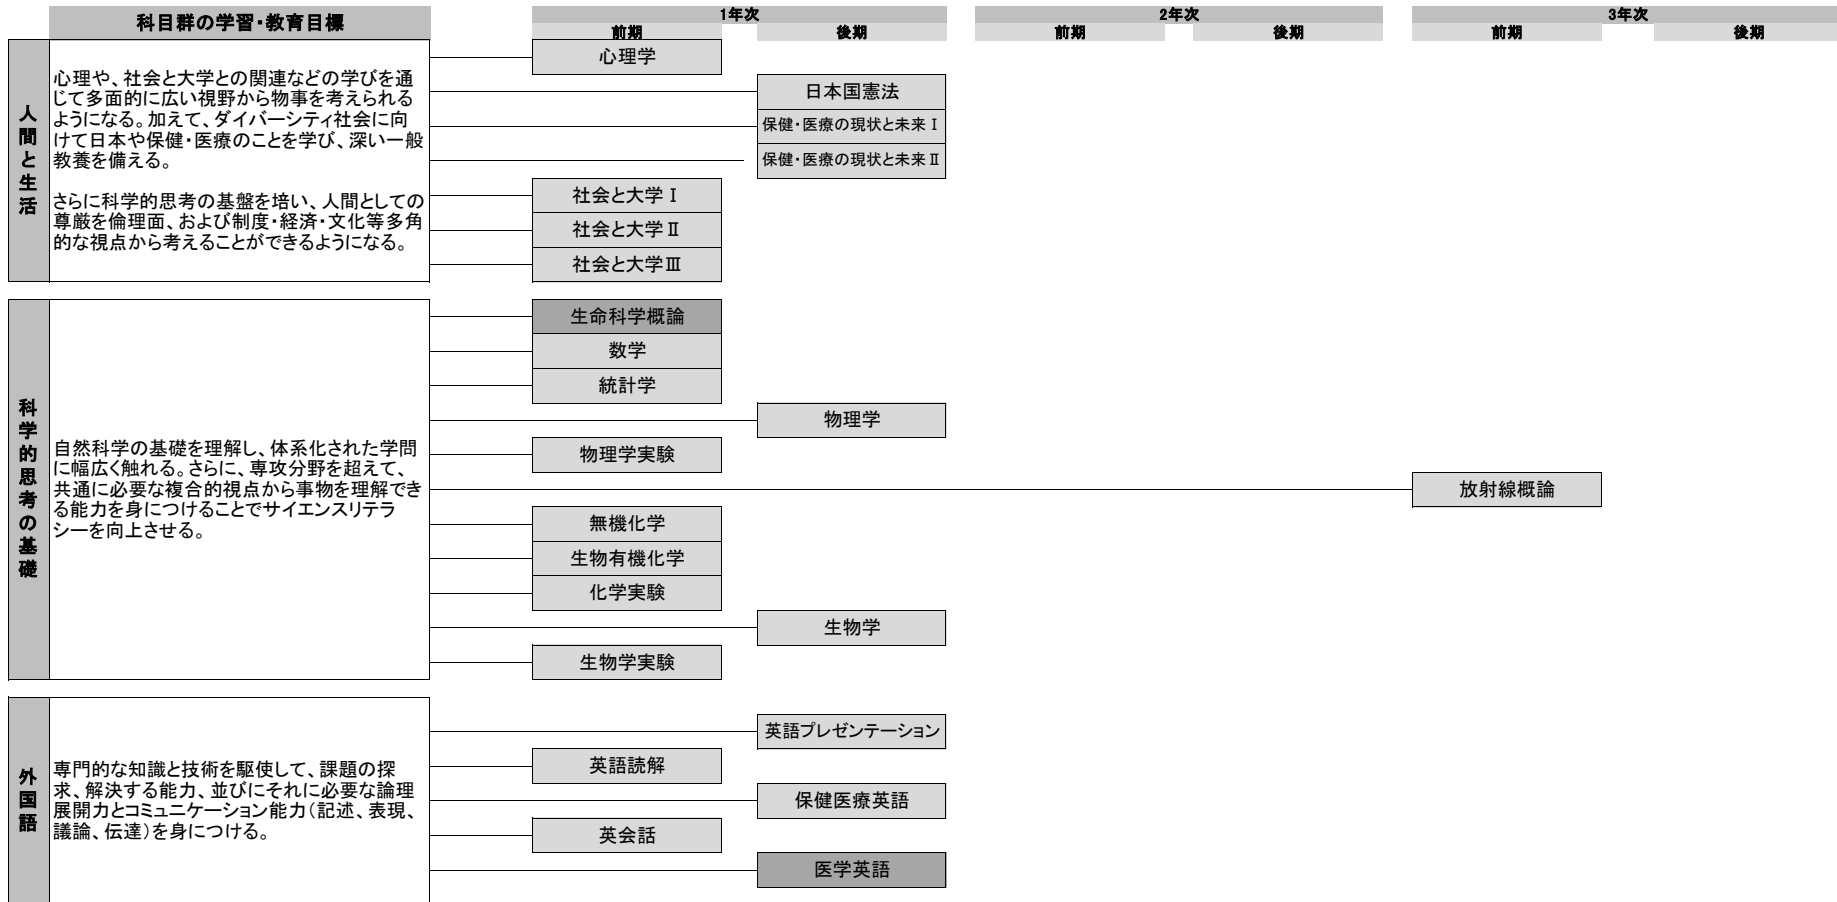 科目群の学習・教育目標
1年次
2年次
3年次
前期
後期
前期
後期
前期
後期
人間と生活
心理や、社会と大学との関連などの学びを通
じて多面的に広い視野から物事を考えられる
ようになる。加えて、ダイバーシティ社会に向
けて日本や保健・医療のことを学び、深い一般
教養を備える。
さらに科学的思考の基盤を培い、人間としての
尊厳を倫理面、および制度・経済・文化等多角
的な視点から考えることができるようになる。
心理学
日本国憲法
保健・医療の現状と未来Ⅰ
保健・医療の現状と未来Ⅱ
社会と大学Ⅰ
社会と大学Ⅱ
社会と大学Ⅲ
科学的思考の基礎
自然科学の基礎を理解し、体系化された学問
に幅広く触れる。さらに、専攻分野を超えて、
共通に必要な複合的視点から事物を理解でき
る能力を身につけることでサイエンスリテラ
シーを向上させる。
生命科学概論
数学
統計学
物理学
物理学実験
放射線概論
無機化学
生物有機化学
化学実験
生物学
生物学実験
外国語
専門的な知識と技術を駆使して、課題の探
求、解決する能力、並びにそれに必要な論理
展開力とコミュニケーション能力(記述、表現、
議論、伝達)を身につける。
英語プレゼンテーション
英語読解
保健医療英語
英会話
医学英語